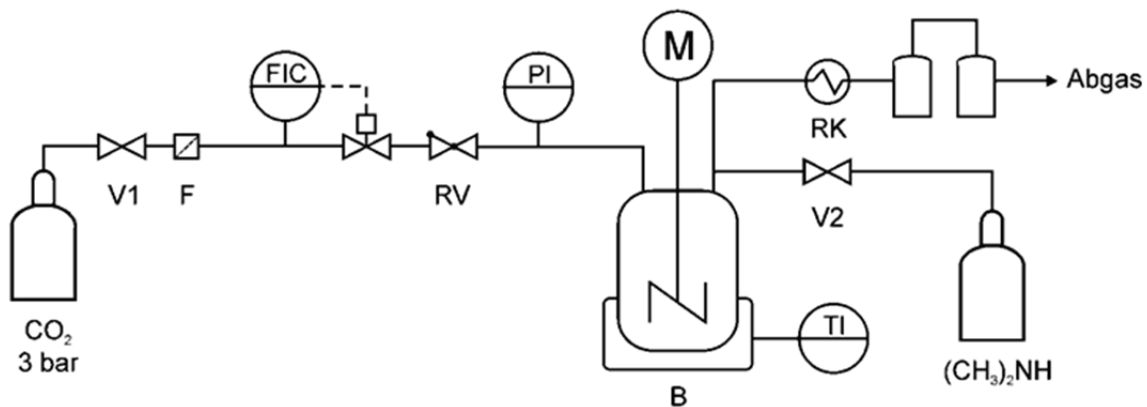 M
FIC
PI
Abgas
RK
V1
F
RV
V2
CO₂
3 bar
TI
(CH₃)₂NH
B